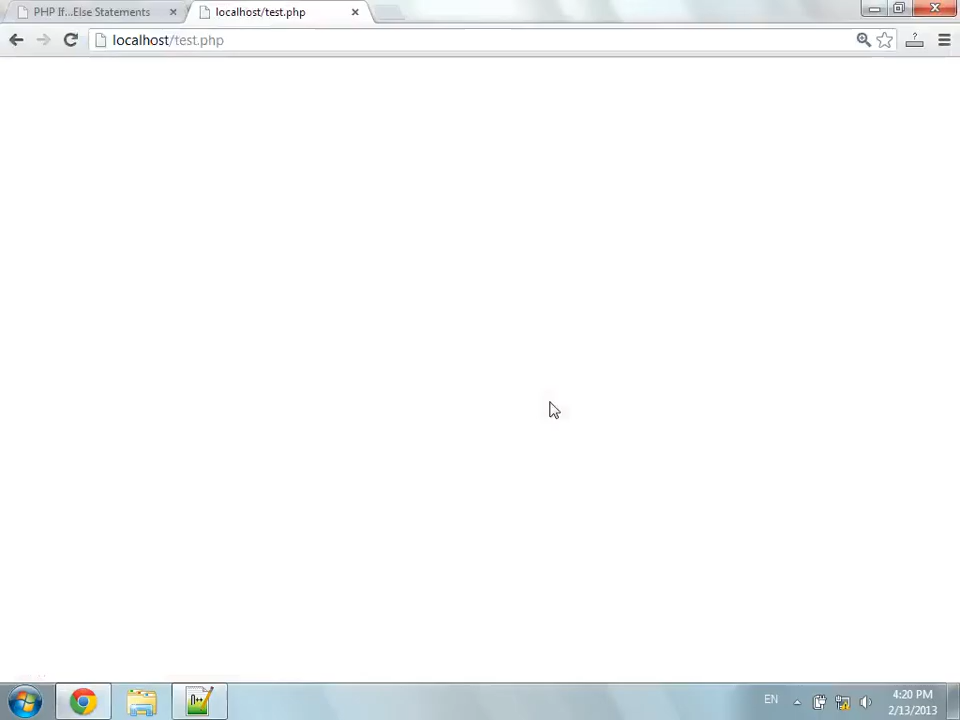 PHP If...Else Statements
localhost/test.php
localhost/test.php
EN
4:20 PM
2/13/2013